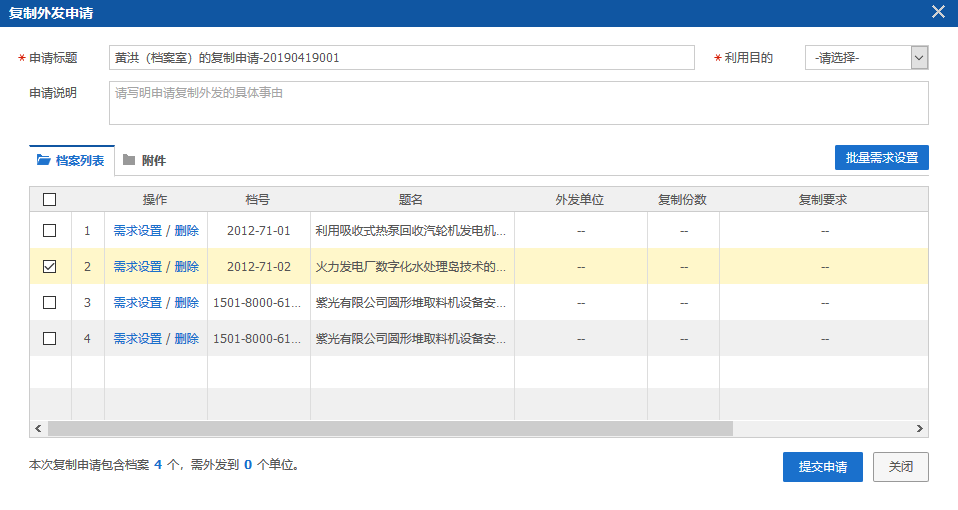 复制外发申请
* 申请标题 黄洪（档案室）的复制申请-20190419001 * 利用目的 -请选择-
申请说明 请写明申请复制外发的具体事由
档案列表 附件 批量需求设置
操作 档号 题名 外发单位 复制份数 复制要求
1 需求设置 / 删除 2012-71-01 利用吸收式热泵回收汽轮机发电机... -- -- --
2 需求设置 / 删除 2012-71-02 火力发电厂数字化水处理岛技术的... -- -- --
3 需求设置 / 删除 1501-8000-61... 紫光有限公司圆形堆取料机设备安... -- -- --
4 需求设置 / 删除 1501-8000-61... 紫光有限公司圆形堆取料机设备安... -- -- --
本次复制申请包含档案 4 个，需外发到 0 个单位。 提交申请 关闭